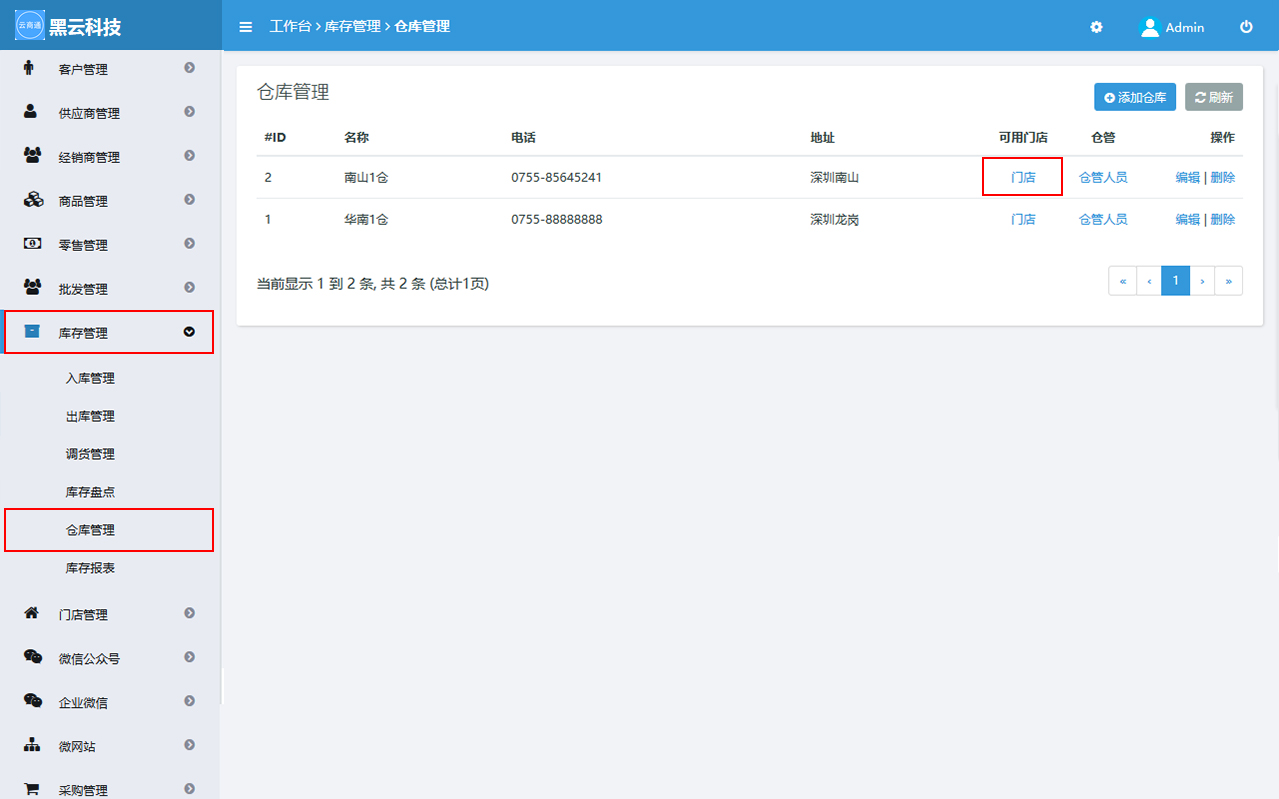 云商通 黑云科技
工作台 › 库存管理 › 仓库管理
Admin
客户管理
供应商管理
经销商管理
商品管理
零售管理
批发管理
库存管理
入库管理
出库管理
调货管理
库存盘点
仓库管理
库存报表
门店管理
微信公众号
企业微信
微网站
采购管理
仓库管理
添加仓库 刷新
#ID 名称 电话 地址 可用门店 仓管 操作
2 南山1仓 0755-85645241 深圳南山 门店 仓管人员 编辑 | 删除
1 华南1仓 0755-88888888 深圳龙岗 门店 仓管人员 编辑 | 删除
当前显示 1 到 2 条, 共 2 条 (总计1页)
« ‹ 1 › »